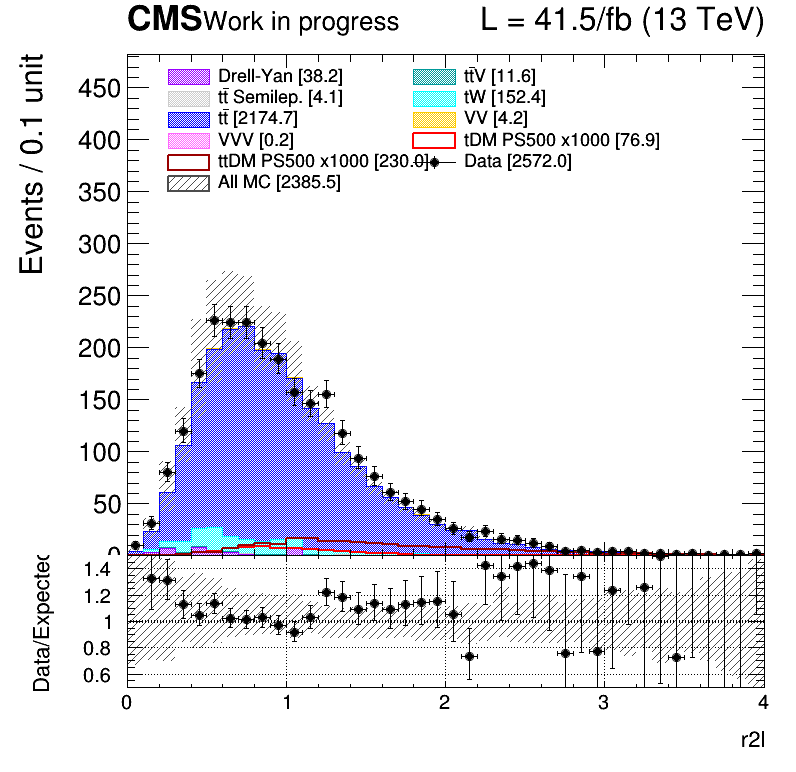 CMS Work in progress L = 41.5/fb (13 TeV)
Events / 0.1 unit
450
400
350
300
250
200
150
100
50
0
Drell-Yan [38.2]
tt̄V [11.6]
tt̄ Semilep. [4.1]
tW [152.4]
tt̄ [2174.7]
VV [4.2]
VVV [0.2]
tDM PS500 x1000 [76.9]
ttDM PS500 x1000 [230.0]
Data [2572.0]
All MC [2385.5]
Data/Expected
1.4
1.2
1
0.8
0.6
0 1 2 3 4
r2l